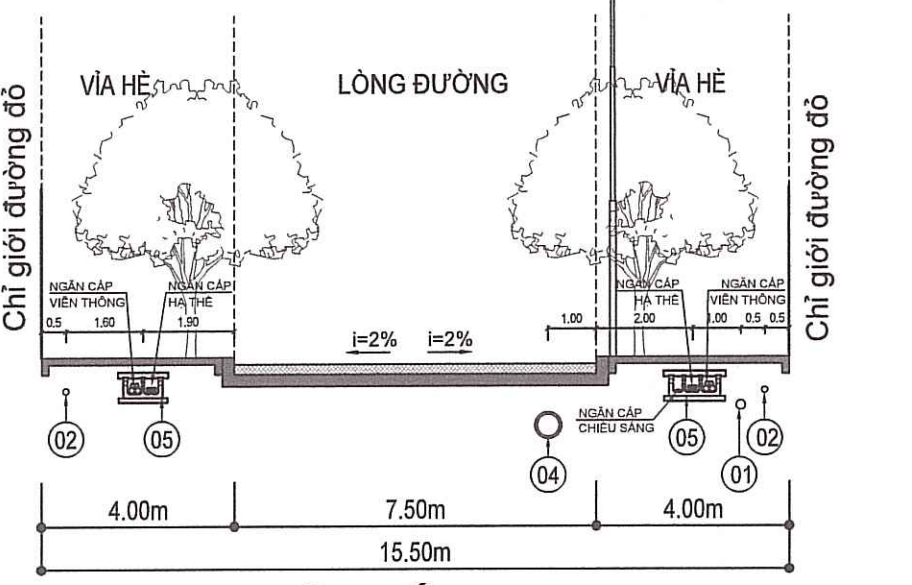 VỈA HÈ
LÒNG ĐƯỜNG
VỈA HÈ
Chỉ giới đường đỏ
Chỉ giới đường đỏ
NGĂN CÁP
VIỄN THÔNG
NGĂN CÁP
HẠ THẾ
NGĂN CÁP
HẠ THẾ
NGĂN CÁP
VIỄN THÔNG
0.5 1.60 1.90
1.00 2.00 1.00 0.5 0.5
i=2% i=2%
NGĂN CÁP
CHIẾU SÁNG
02 05 04 05 01 02
4.00m 7.50m 4.00m
15.50m